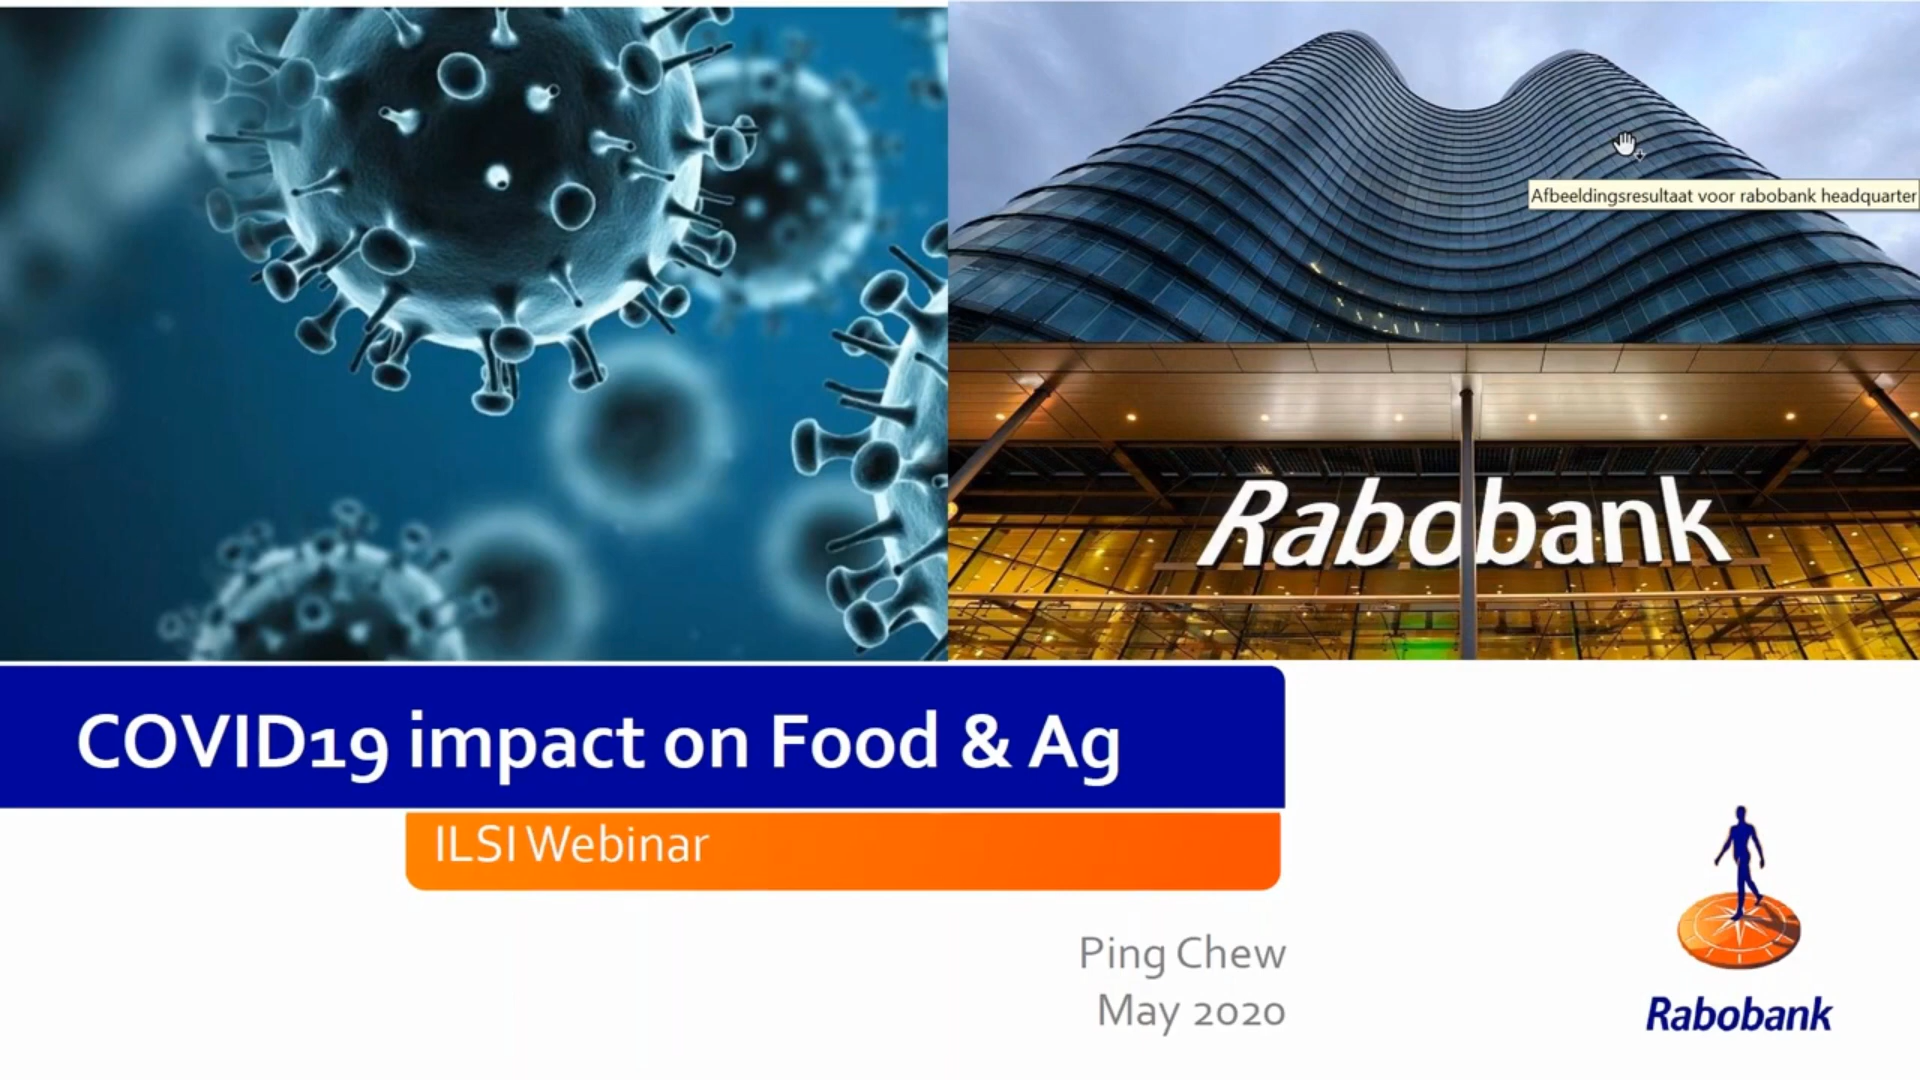 Afbeeldingsresultaat voor rabobank headquarter
Rabobank
COVID19 impact on Food & Ag
ILSI Webinar
Ping Chew
May 2020
Rabobank